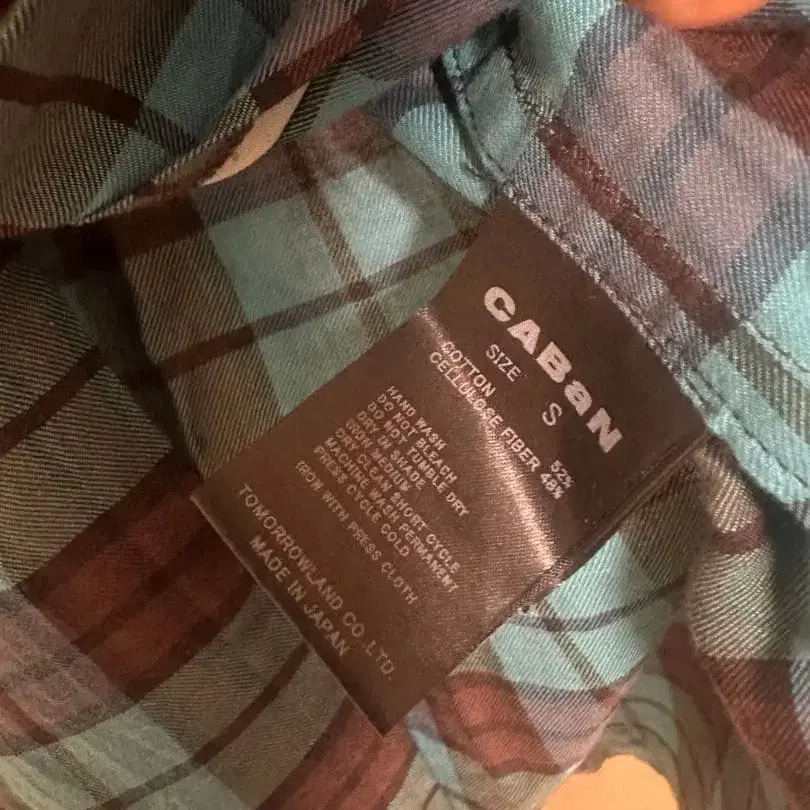 CABaN
SIZE S
COTTON 52%
CELLULOSE FIBER 48%
HAND WASH
DO NOT BLEACH
DO NOT TUMBLE DRY
DRY IN SHADE
IRON MEDIUM
DRY CLEAN SHORT CYCLE
MACHINE WASH PERMANENT
PRESS CYCLE COLD
IRON WITH PRESS CLOTH
TOMORROWLAND CO.,LTD.
MADE IN JAPAN